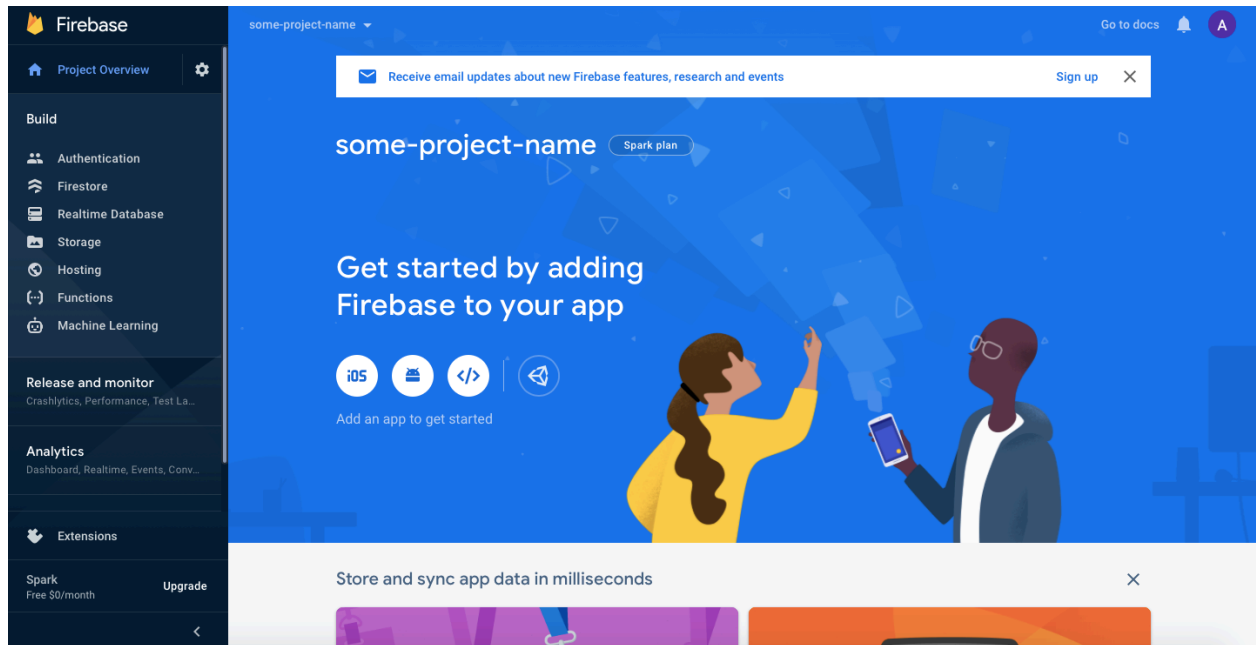 Firebase
Project Overview
Build
Authentication
Firestore
Realtime Database
Storage
Hosting
Functions
Machine Learning
Release and monitor
Crashlytics, Performance, Test La...
Analytics
Dashboard, Realtime, Events, Conv...
Extensions
Spark
Free $0/month
Upgrade
some-project-name
Go to docs
A
Receive email updates about new Firebase features, research and events
Sign up
some-project-name
Spark plan
Get started by adding
Firebase to your app
iOS
Add an app to get started
Store and sync app data in milliseconds